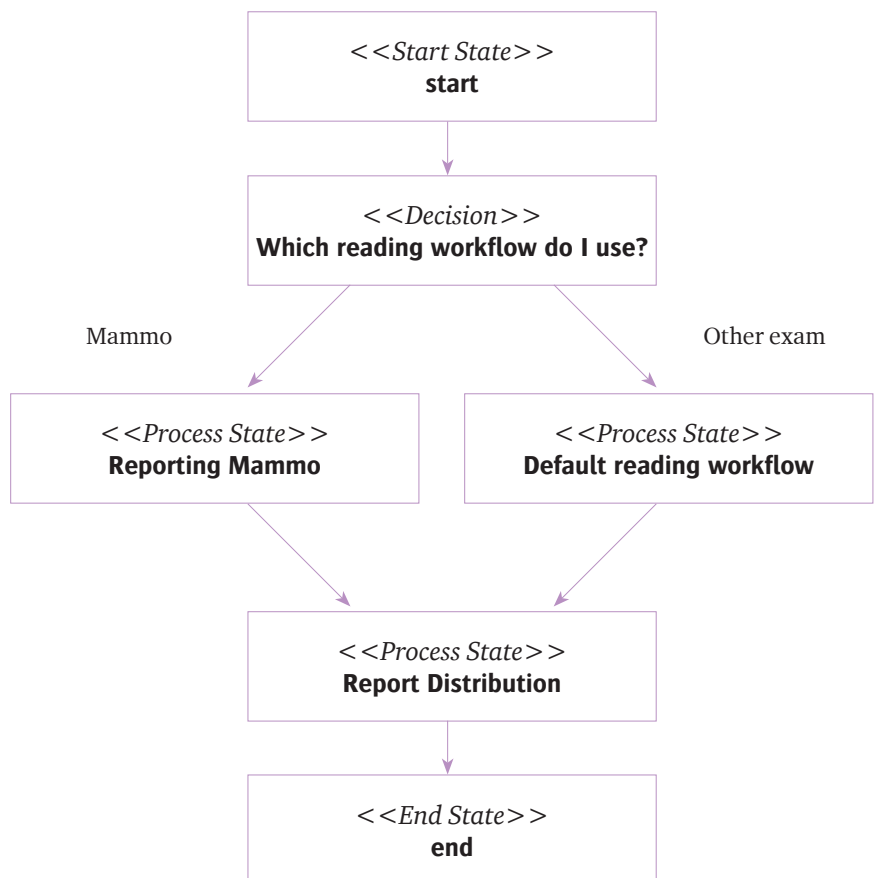 <<Start State>>
start
<<Decision>>
Which reading workflow do I use?
Mammo
Other exam
<<Process State>>
Reporting Mammo
<<Process State>>
Default reading workflow
<<Process State>>
Report Distribution
<<End State>>
end